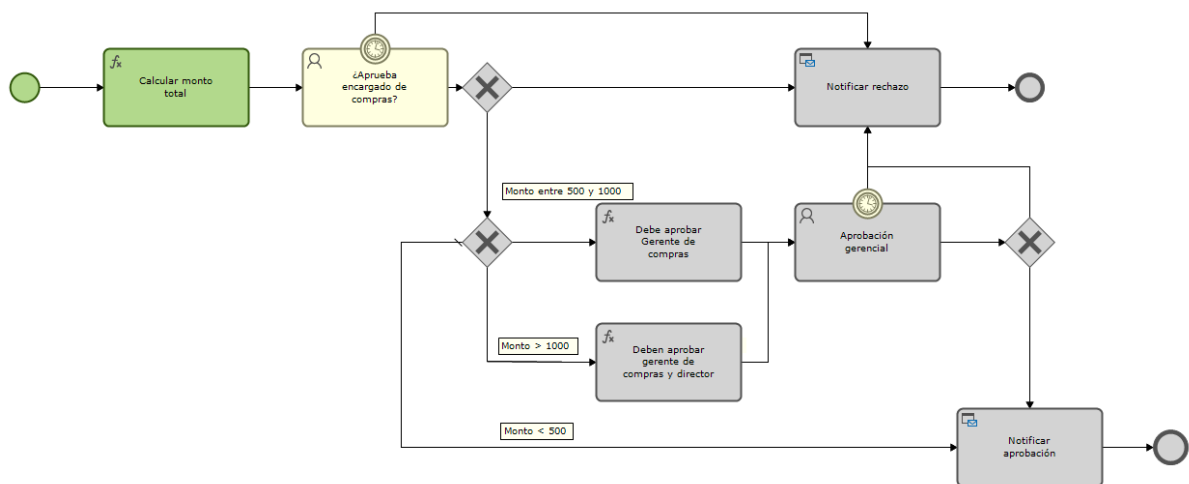 Calcular monto
total
¿Aprueba
encargado de
compras?
Notificar rechazo
Monto entre 500 y 1000
Debe aprobar
Gerente de
compras
Aprobación
gerencial
Monto > 1000
Deben aprobar
gerente de
compras y director
Monto < 500
Notificar
aprobación